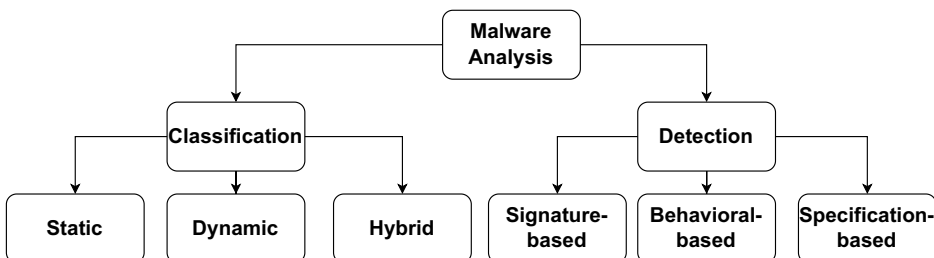 Malware
Analysis
Classification
Detection
Static
Dynamic
Hybrid
Signature-
based
Behavioral-
based
Specification-
based